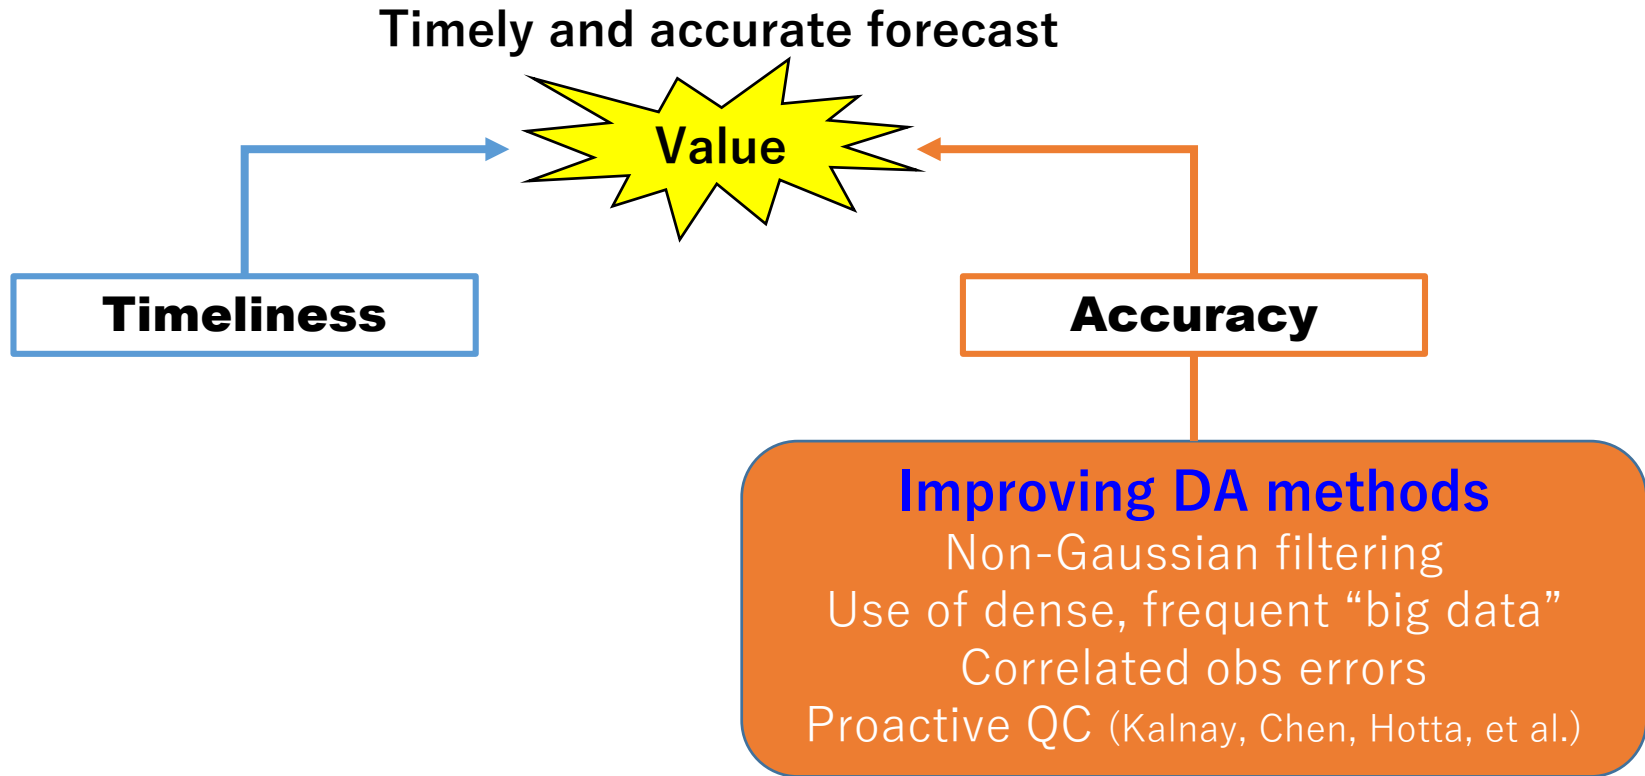 Timely and accurate forecast
Value
Timeliness
Accuracy
Improving DA methods
Non-Gaussian filtering
Use of dense, frequent “big data”
Correlated obs errors
Proactive QC (Kalnay, Chen, Hotta, et al.)